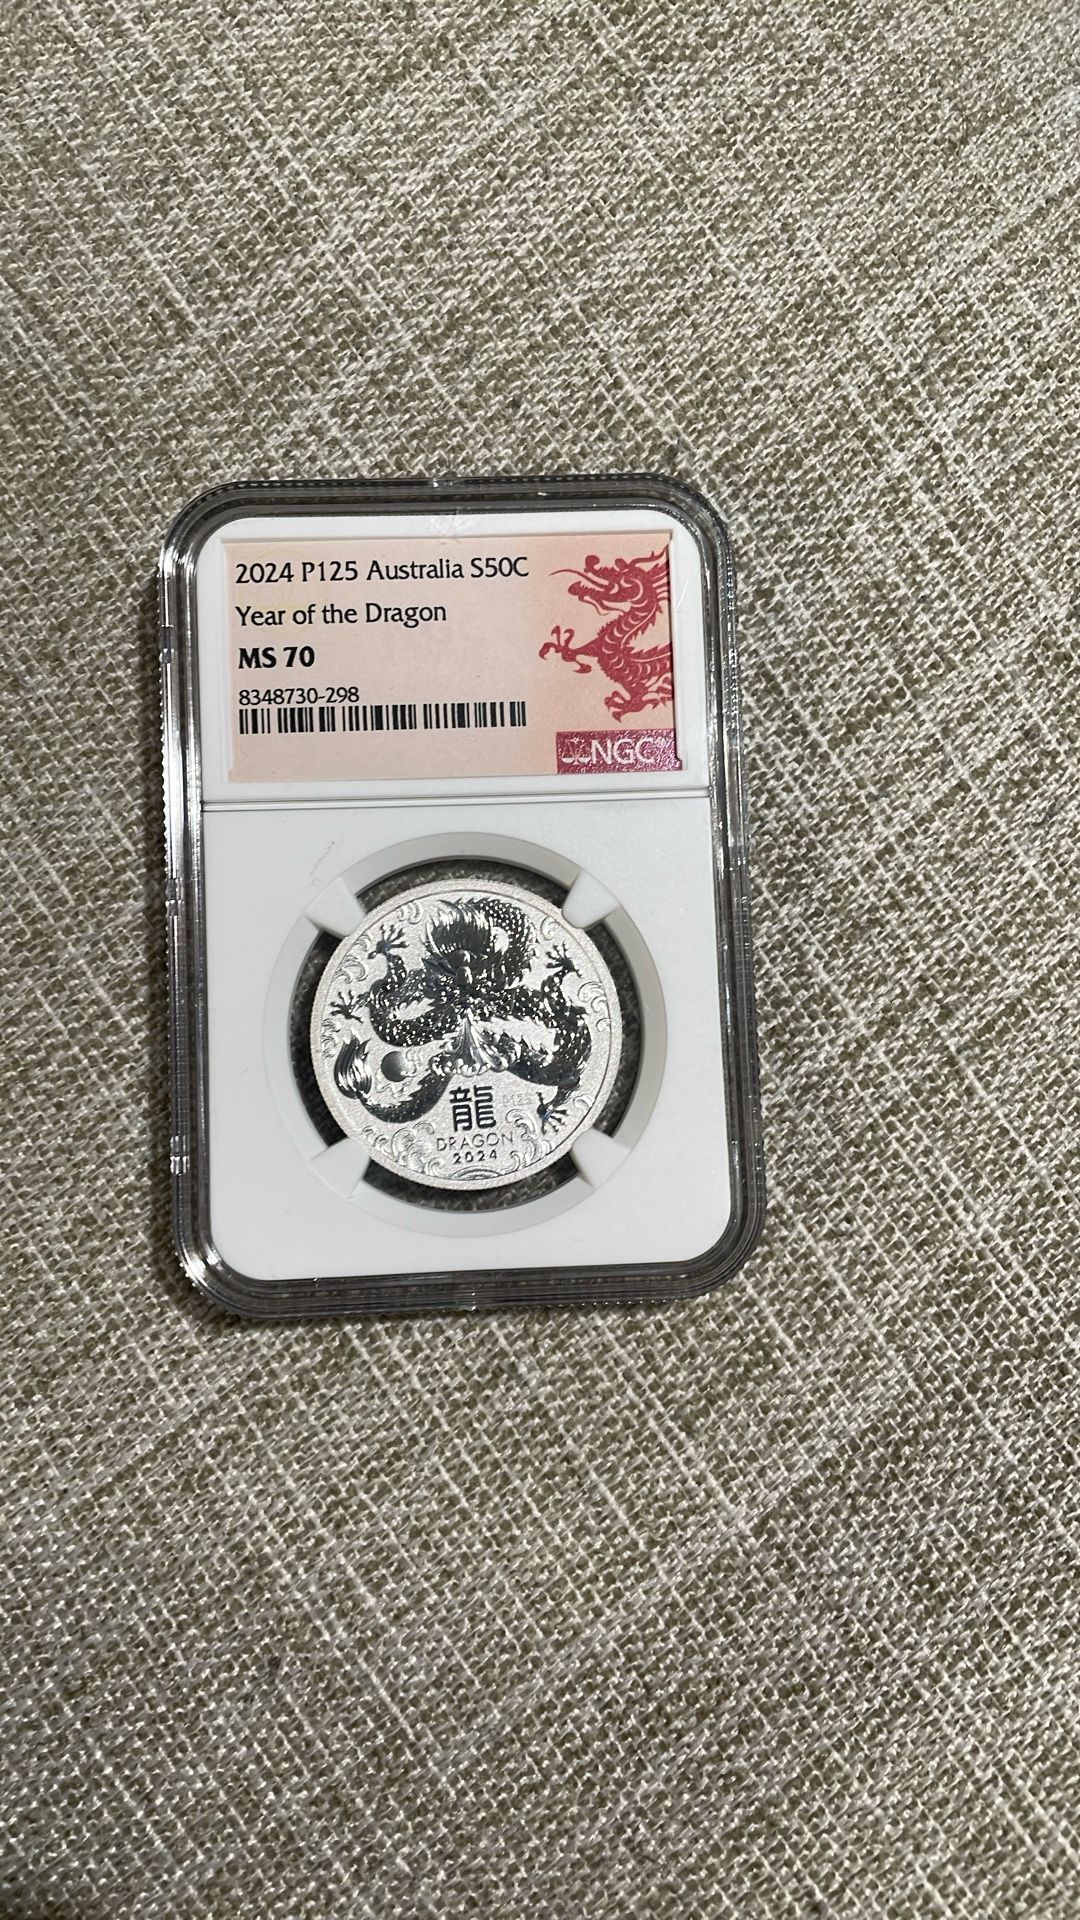 2024 P125 Australia S50C
Year of the Dragon
MS 70
8348730-298
NGC
龍 P125
DRAGON
2024